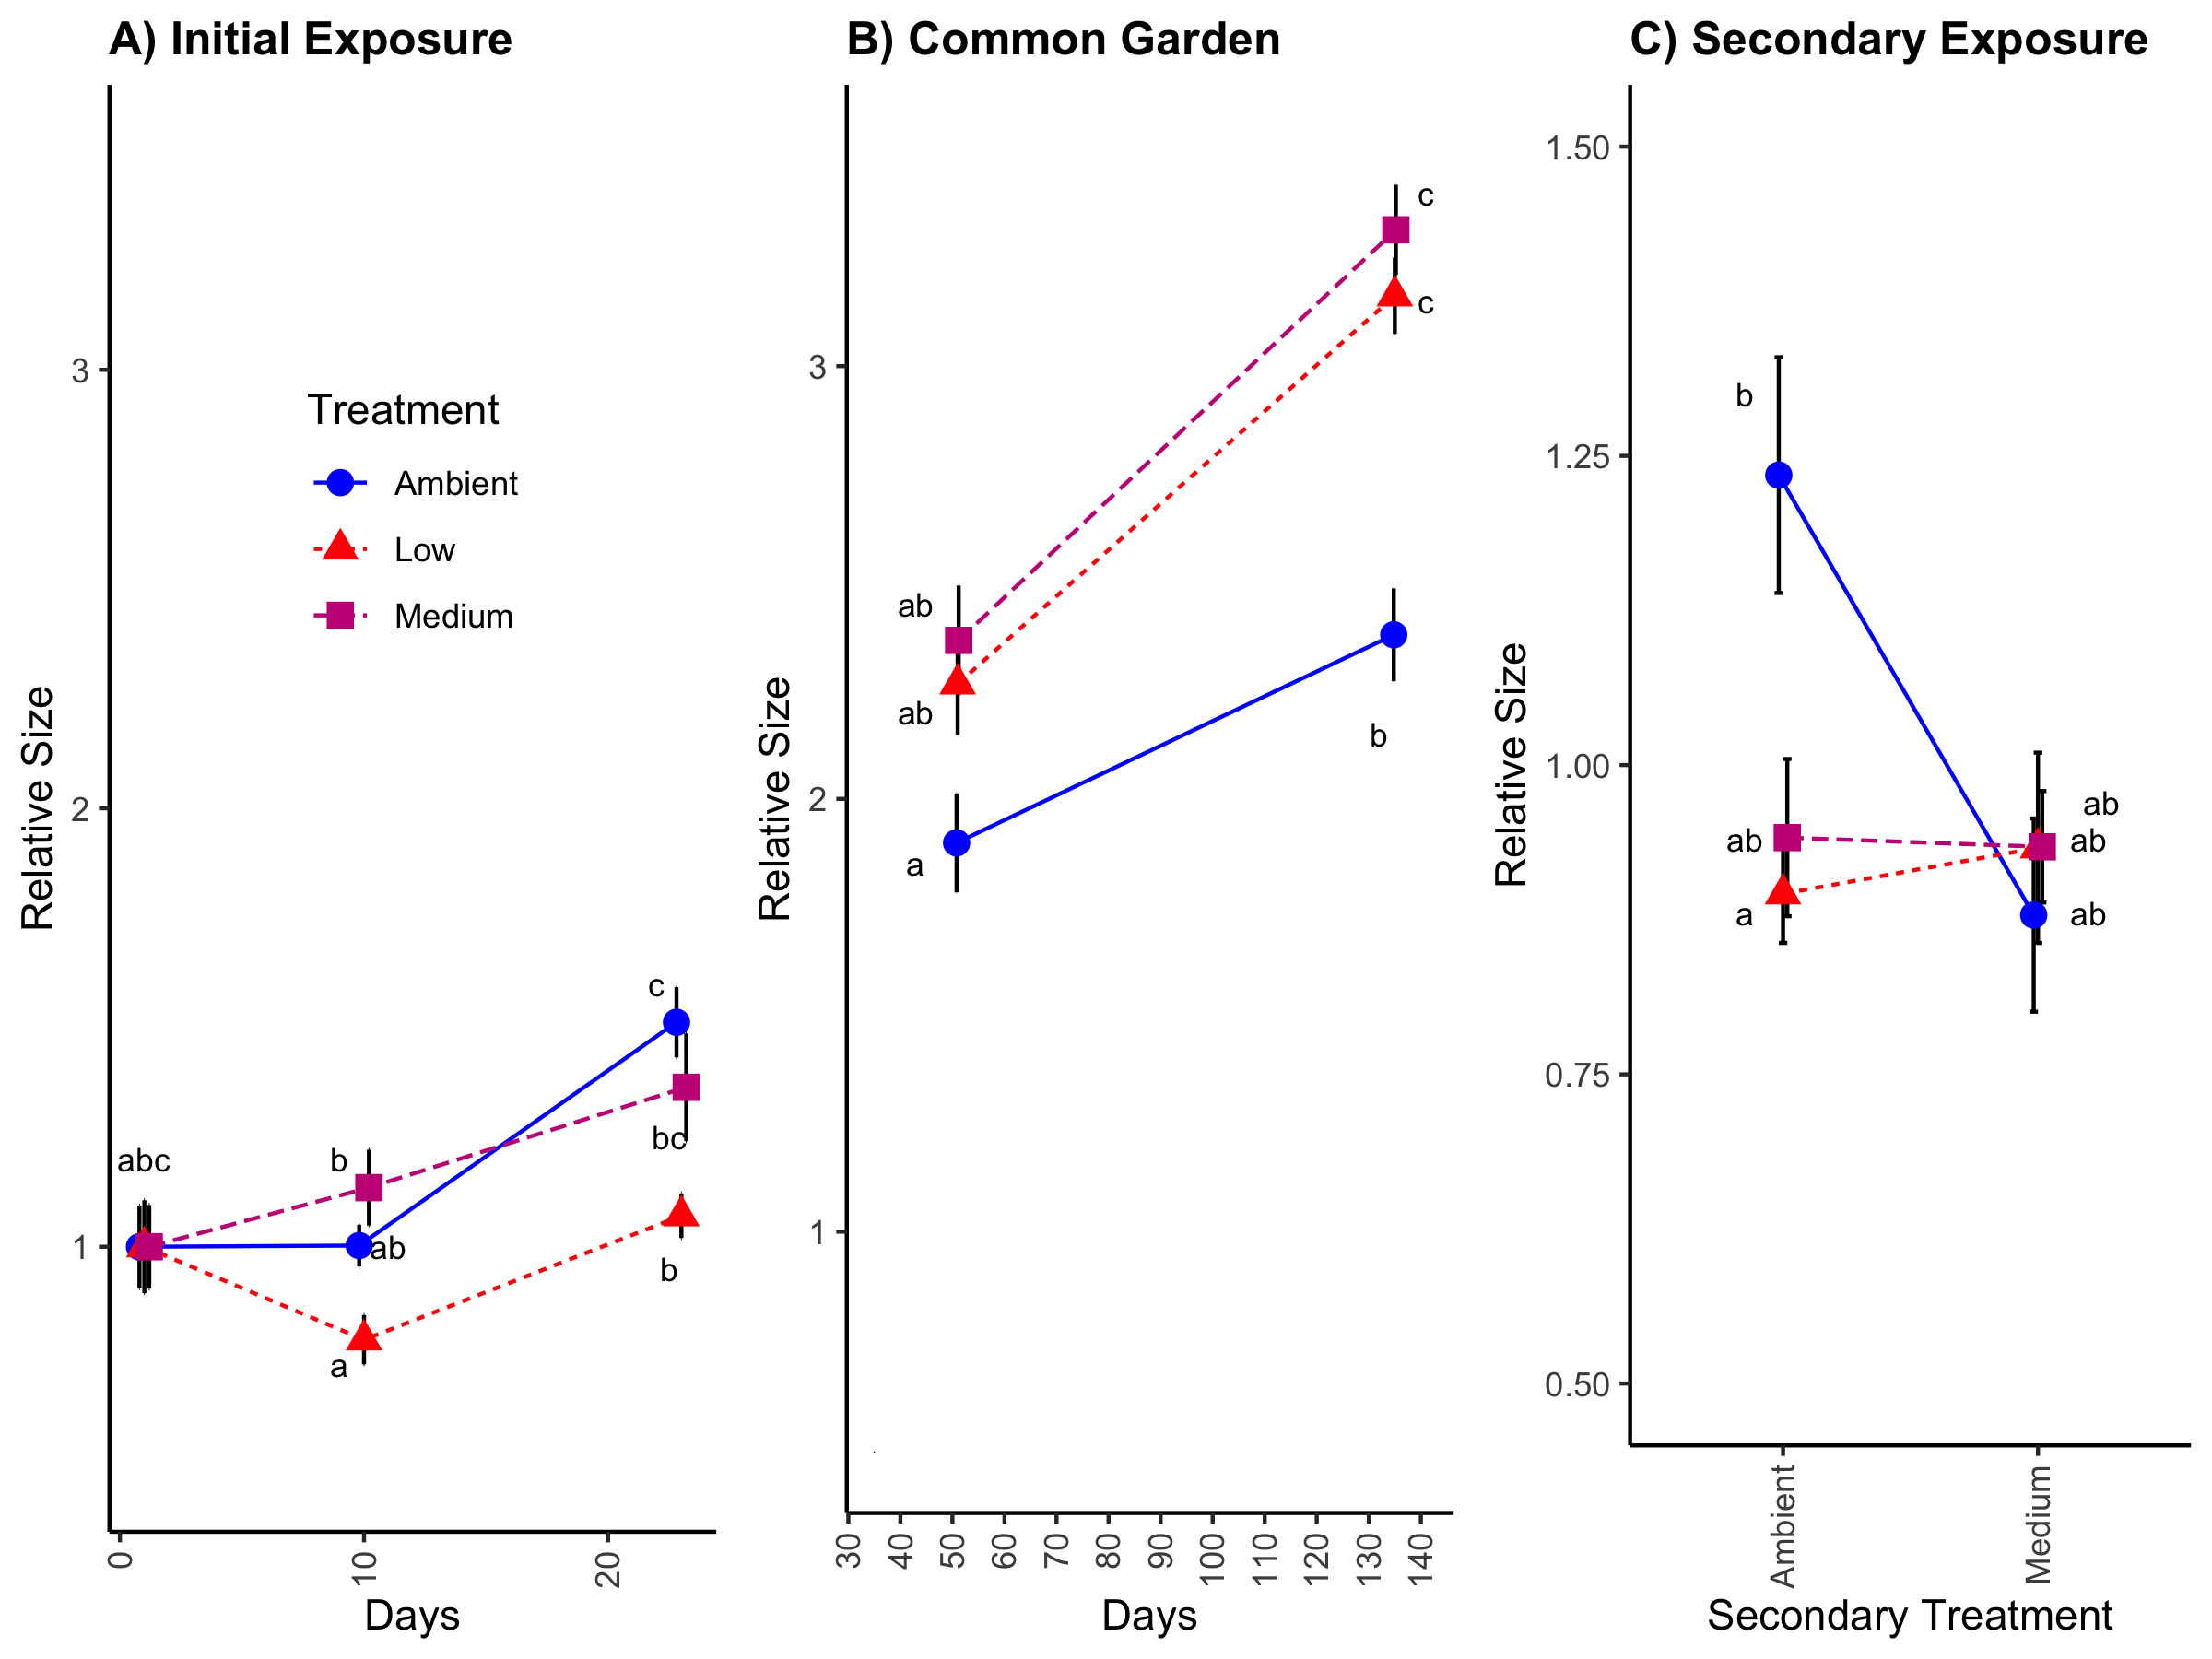 A) Initial Exposure
Relative Size
3
2
1
Treatment
Ambient
Low
Medium
abc
b
ab
a
c
bc
b
0
10
20
Days
B) Common Garden
Relative Size
3
2
1
ab
ab
a
c
c
b
30
40
50
60
70
80
90
100
110
120
130
140
Days
C) Secondary Exposure
Relative Size
1.50
1.25
1.00
0.75
0.50
b
ab
a
ab
ab
ab
Ambient
Medium
Secondary Treatment